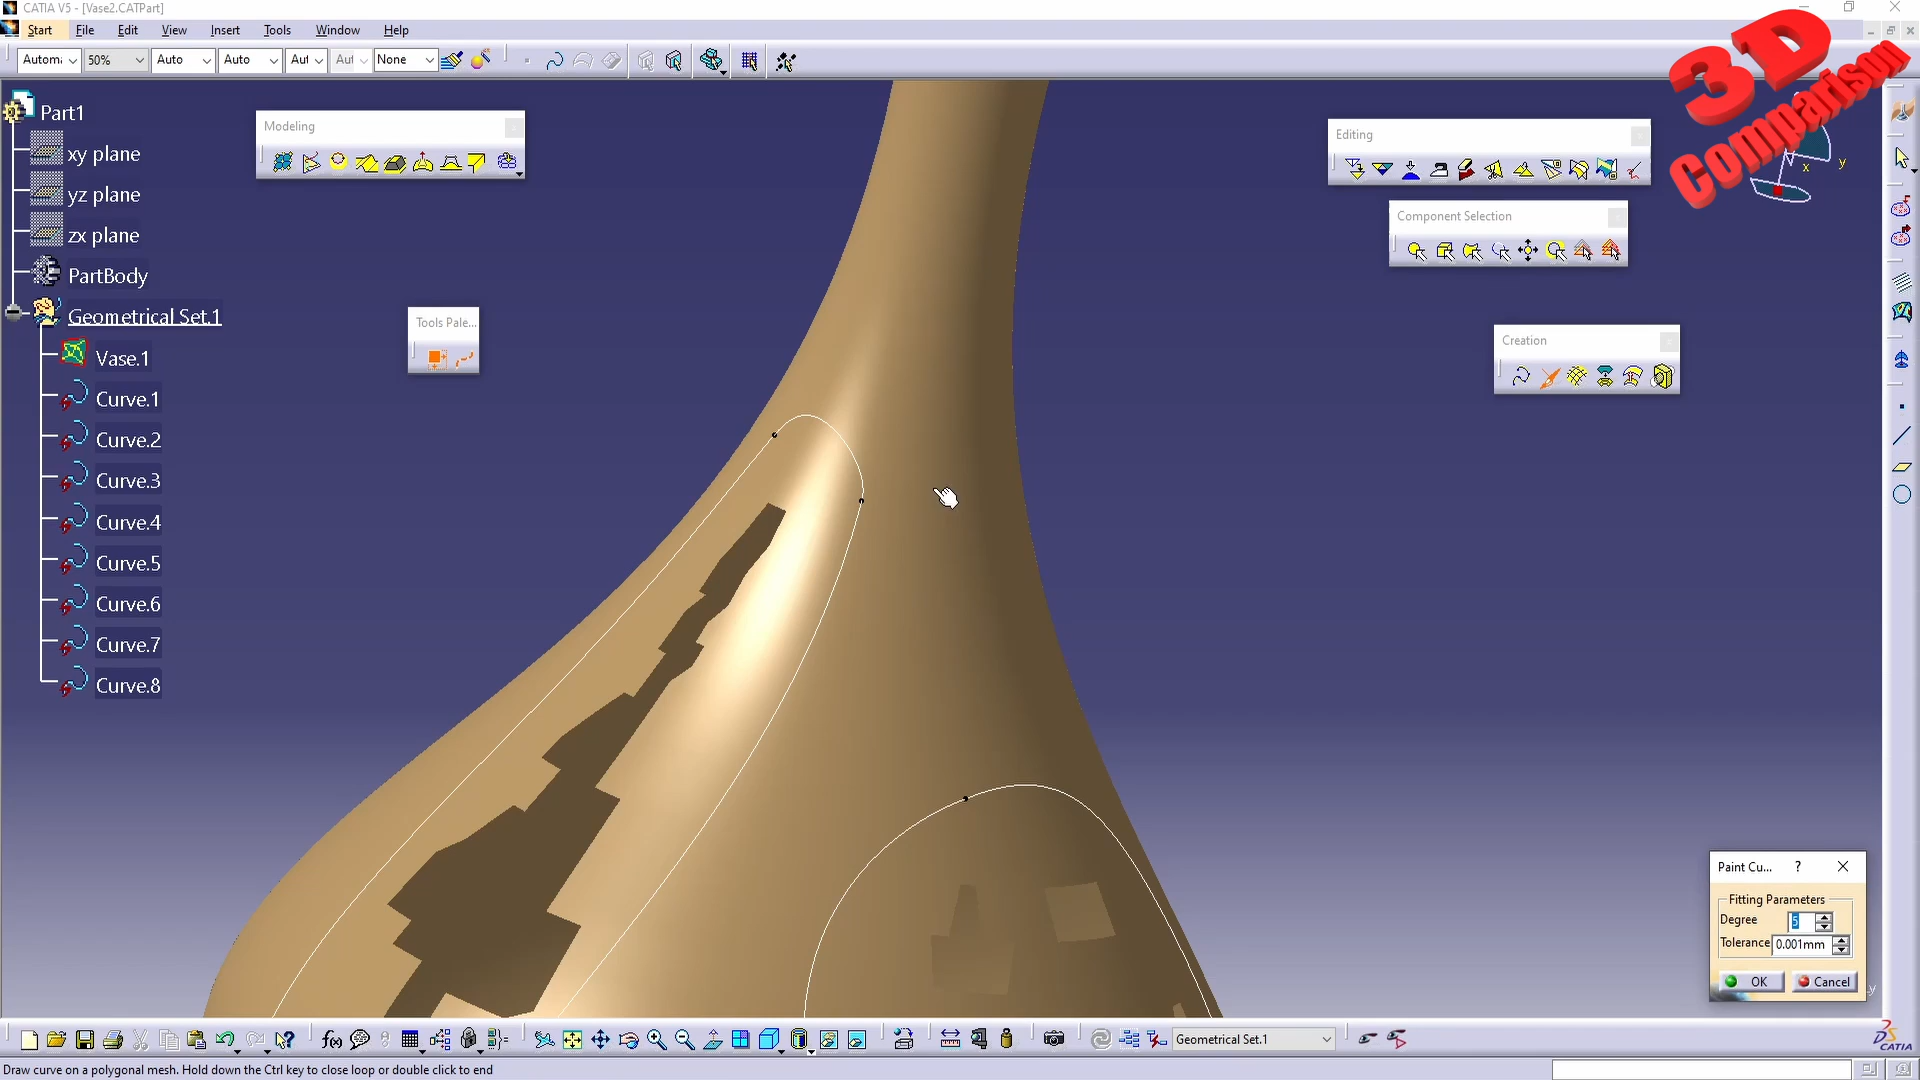 CATIA V5 - [Vase2.CATPart]
Start File Edit View Insert Tools Window Help
Autom 50% Auto Auto Aut Aut None
3D
Comparison
Part1
xy plane
yz plane
zx plane
PartBody
Geometrical Set.1
Vase.1
Curve.1
Curve.2
Curve.3
Curve.4
Curve.5
Curve.6
Curve.7
Curve.8
Modeling
Tools Pale...
Editing
Component Selection
Creation
x
y
Paint Cu... ?
Fitting Parameters
Degree 5
Tolerance 0.001mm
OK Cancel
y
f(x)
Geometrical Set.1
CATIA
Draw curve on a polygonal mesh. Hold down the Ctrl key to close loop or double click to end